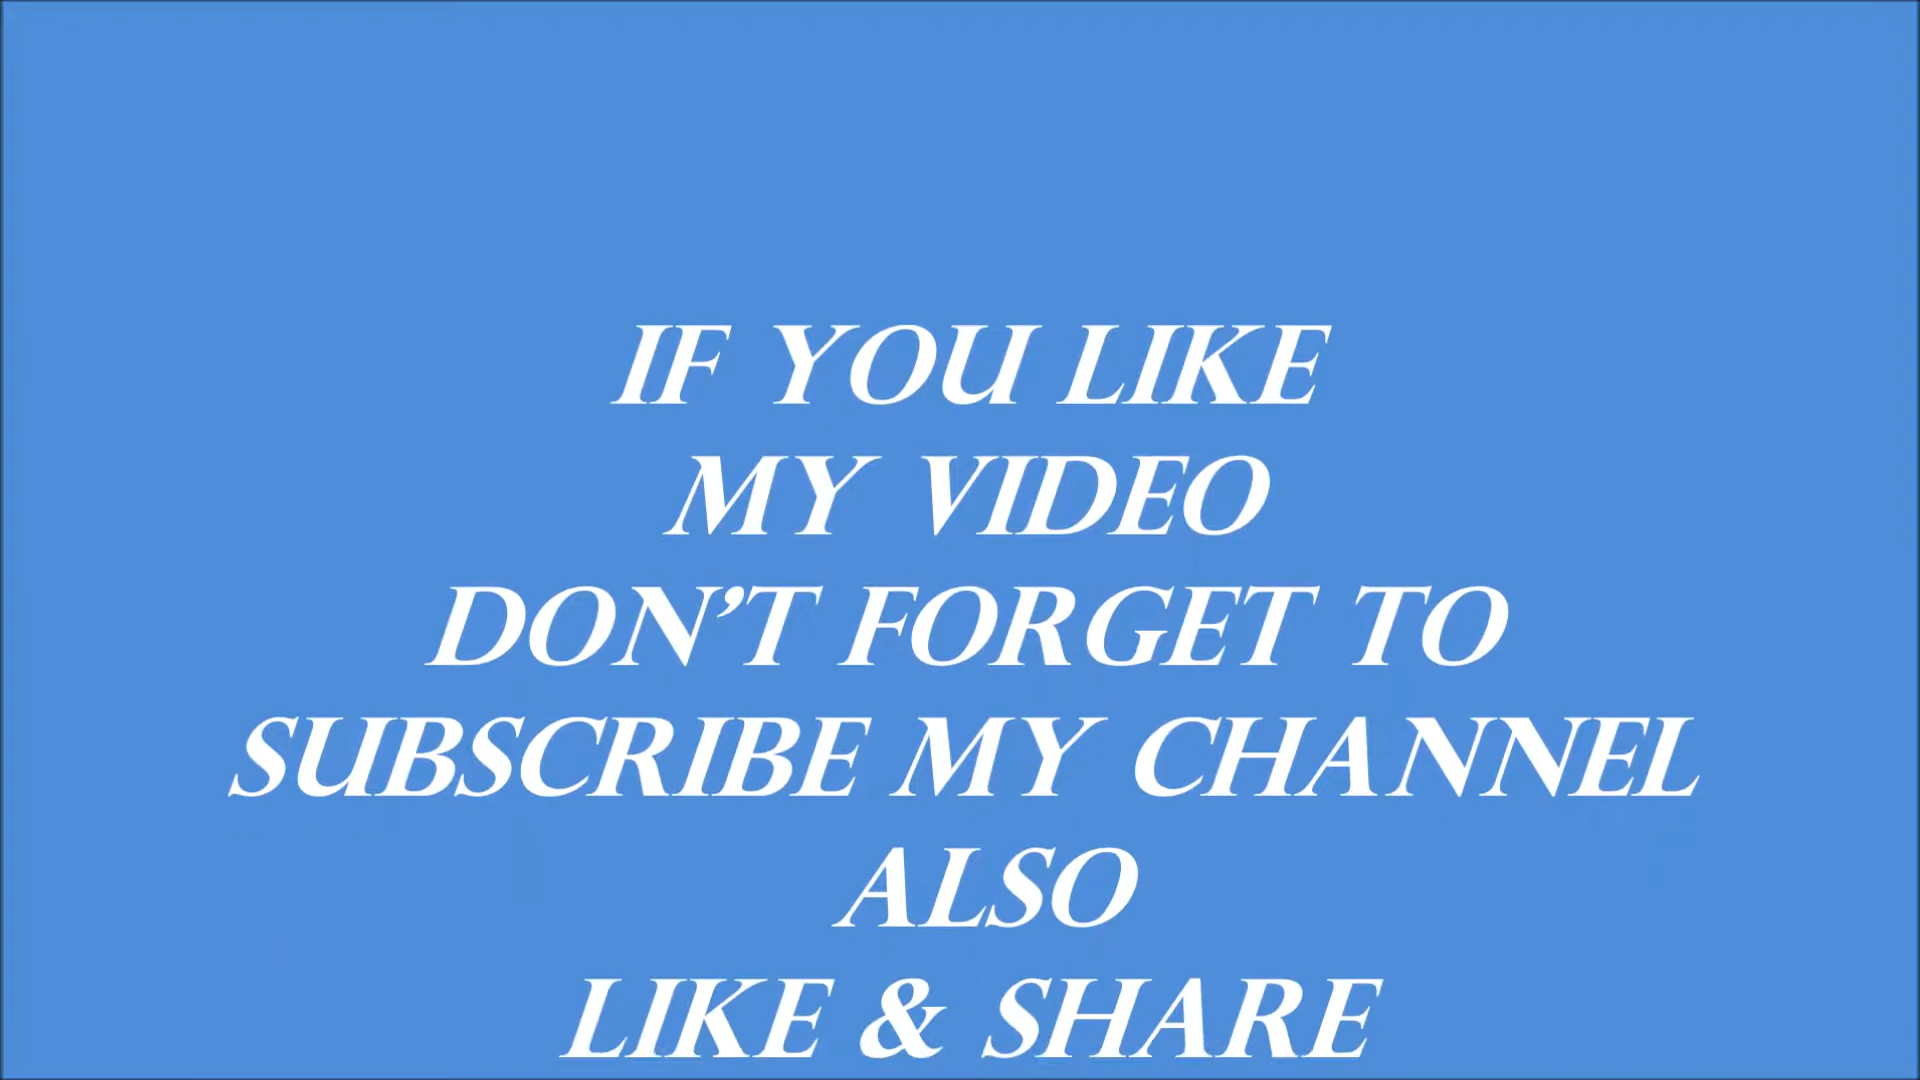 IF YOU LIKE
MY VIDEO
DON'T FORGET TO
SUBSCRIBE MY CHANNEL
ALSO
LIKE & SHARE